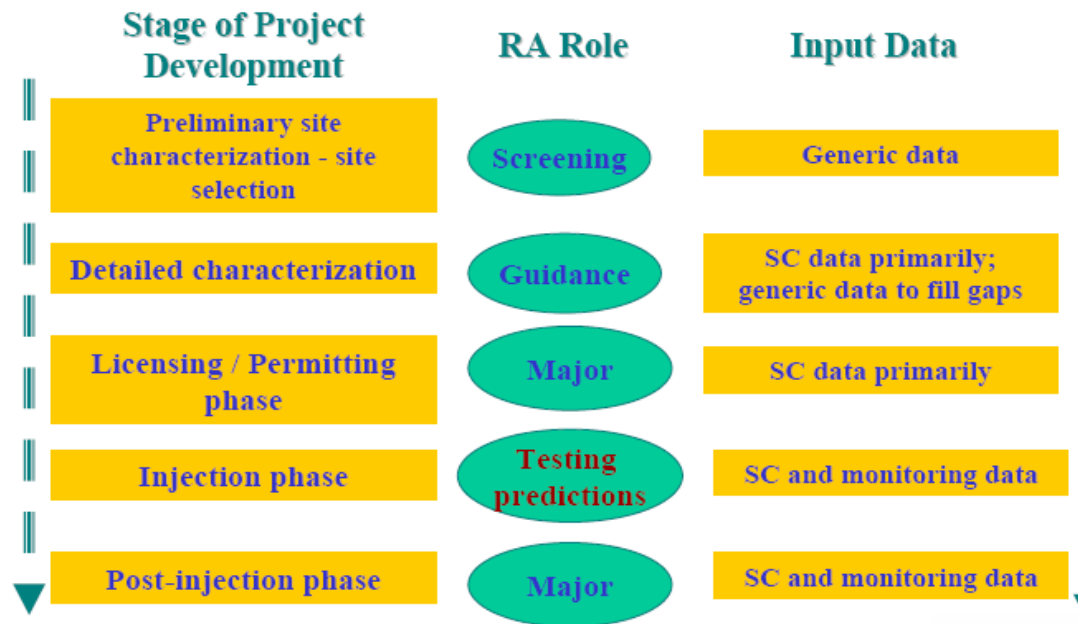 Stage of Project
Development
RA Role
Input Data
Preliminary site
characterization - site
selection
Screening
Generic data
Detailed characterization
Guidance
SC data primarily;
generic data to fill gaps
Licensing / Permitting
phase
Major
SC data primarily
Injection phase
Testing
predictions
SC and monitoring data
Post-injection phase
Major
SC and monitoring data